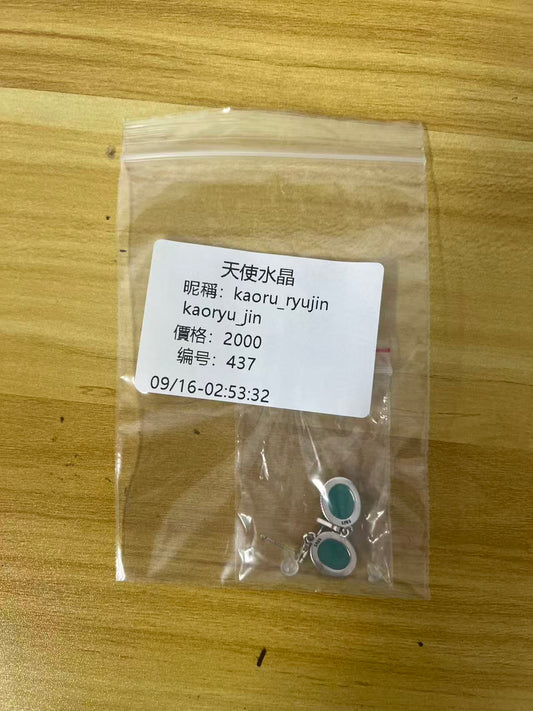 天使水晶
昵稱：kaoru_ryujin
kaoryu_jin
價格：2000
编号：437
09/16-02:53:32